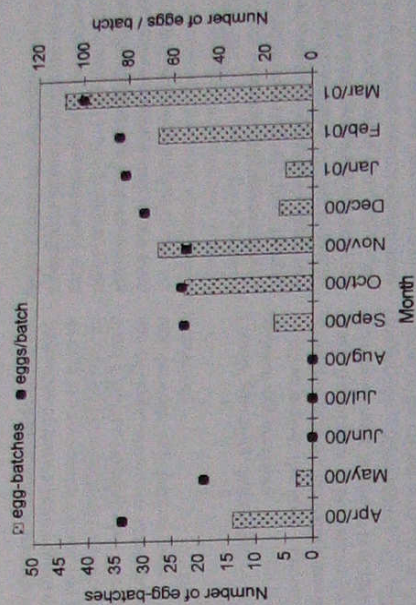 egg-batches eggs/batch
Number of egg-batches
50
45
40
35
30
25
20
15
10
5
0
Number of eggs / batch
120
100
80
60
40
20
0
Apr/00
May/00
Jun/00
Jul/00
Aug/00
Sep/00
Oct/00
Nov/00
Dec/00
Jan/01
Feb/01
Mar/01
Month